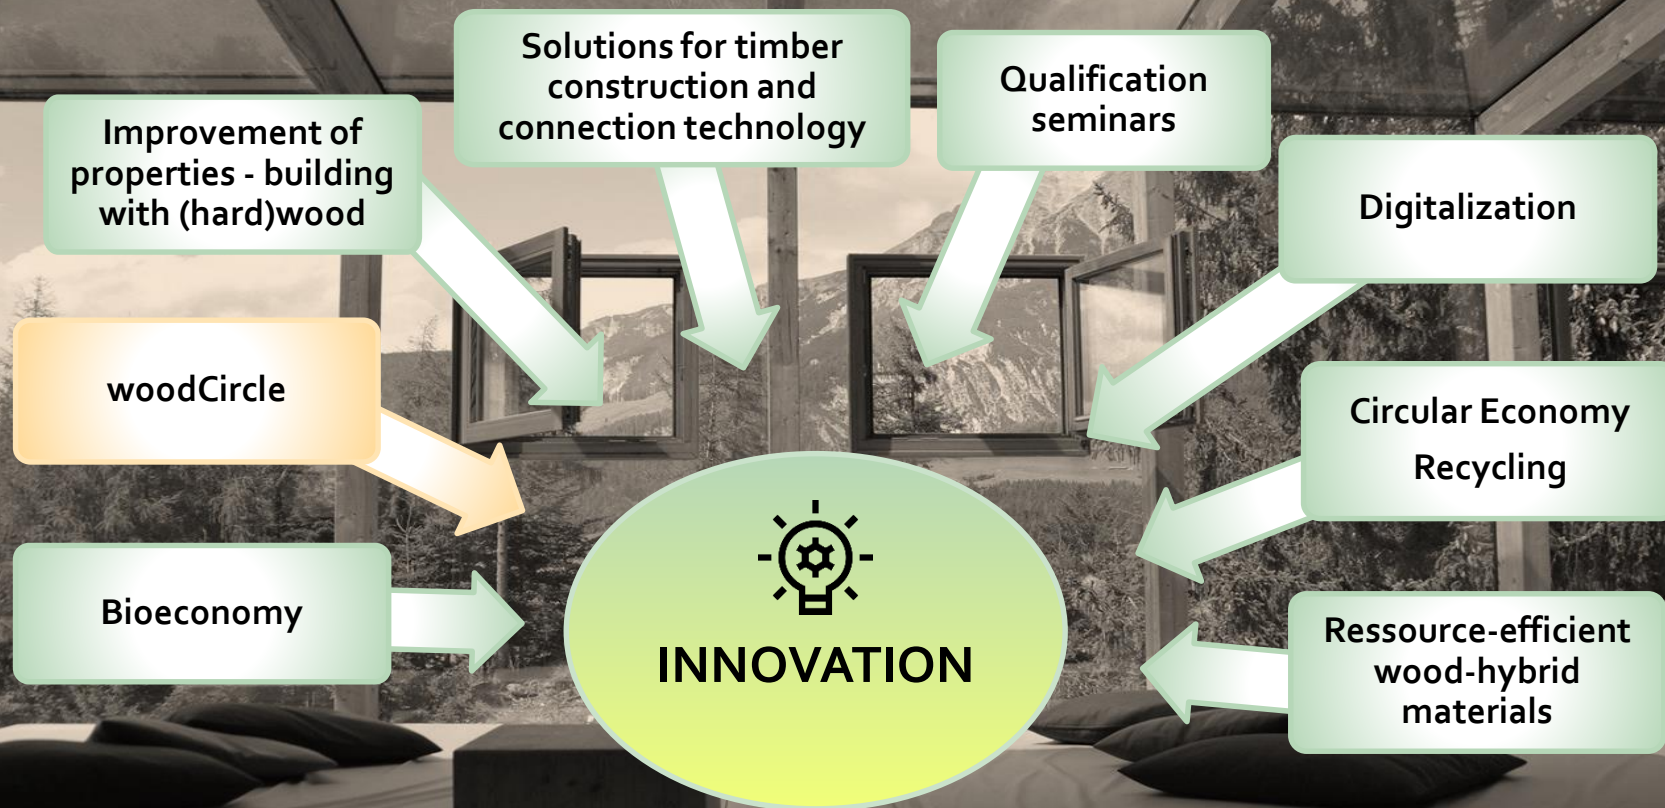 Solutions for timber
construction and
connection technology
Qualification
seminars
Improvement of
properties - building
with (hard)wood
Digitalization
woodCircle
Circular Economy
Recycling
Bioeconomy
Ressource-efficient
wood-hybrid
materials
INNOVATION